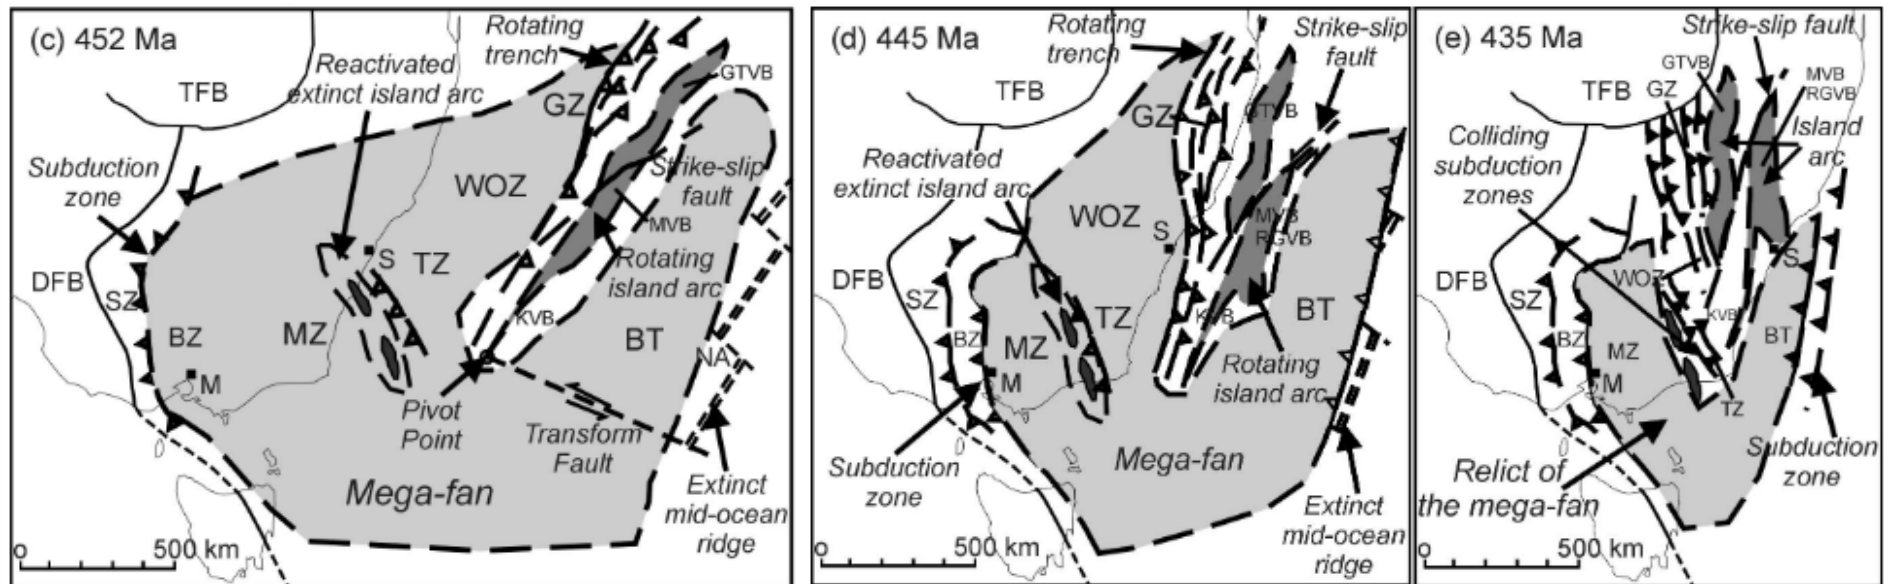 (c) 452 Ma
Rotating
trench
Reactivated
extinct island arc
TFB
GZ
GTVB
Subduction
zone
WOZ
Strike-slip
fault
MVB
S
TZ
Rotating
island arc
DFB
SZ
BZ
MZ
KVB
BT
NA
M
Pivot
Point
Transform
Fault
Mega-fan
Extinct
mid-ocean
ridge
0
500 km
(d) 445 Ma
Rotating
trench
Strike-slip
fault
TFB
GZ
GTVB
Reactivated
extinct island arc
WOZ
S
MVB
RGVB
DFB
SZ
BZ
MZ
TZ
KVB
BT
M
Rotating
island arc
Subduction
zone
Mega-fan
Extinct
mid-ocean
ridge
0
500 km
(e) 435 Ma
Strike-slip fault
GTVB
TFB
GZ
MVB
RGVB
Colliding
subduction
zones
Island
arc
DFB
SZ
WOZ
S
BZ
MZ
KVB
BT
M
TZ
Relict of
the mega-fan
Subduction
zone
0
500 km